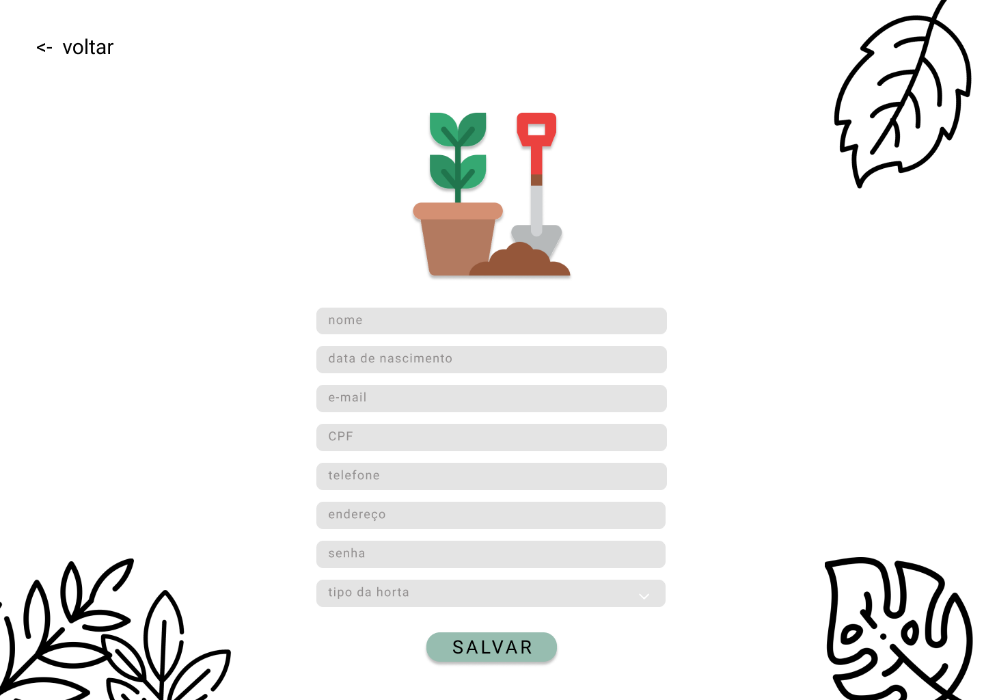 <- voltar
nome
data de nascimento
e-mail
CPF
telefone
endereço
senha
tipo da horta
SALVAR